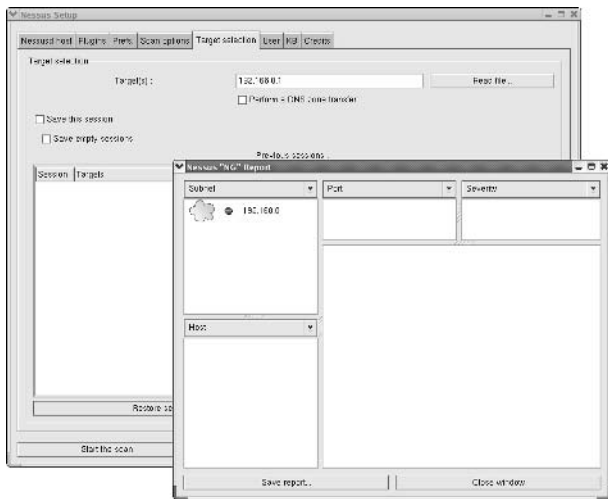 Nessus Setup
Nessusd host Plugins Prefs. Scan options Target selection User KB Credits
Target selection
Target(s) : 192.168.0.1 Read file...
Perform a DNS zone transfer
Save this session
Save empty sessions
Previous sessions :
Session Targets
Nessus "NG" Report
Subnet Port Severity
192.168.0
Host
Restore se
Start the scan
Save report... Close window